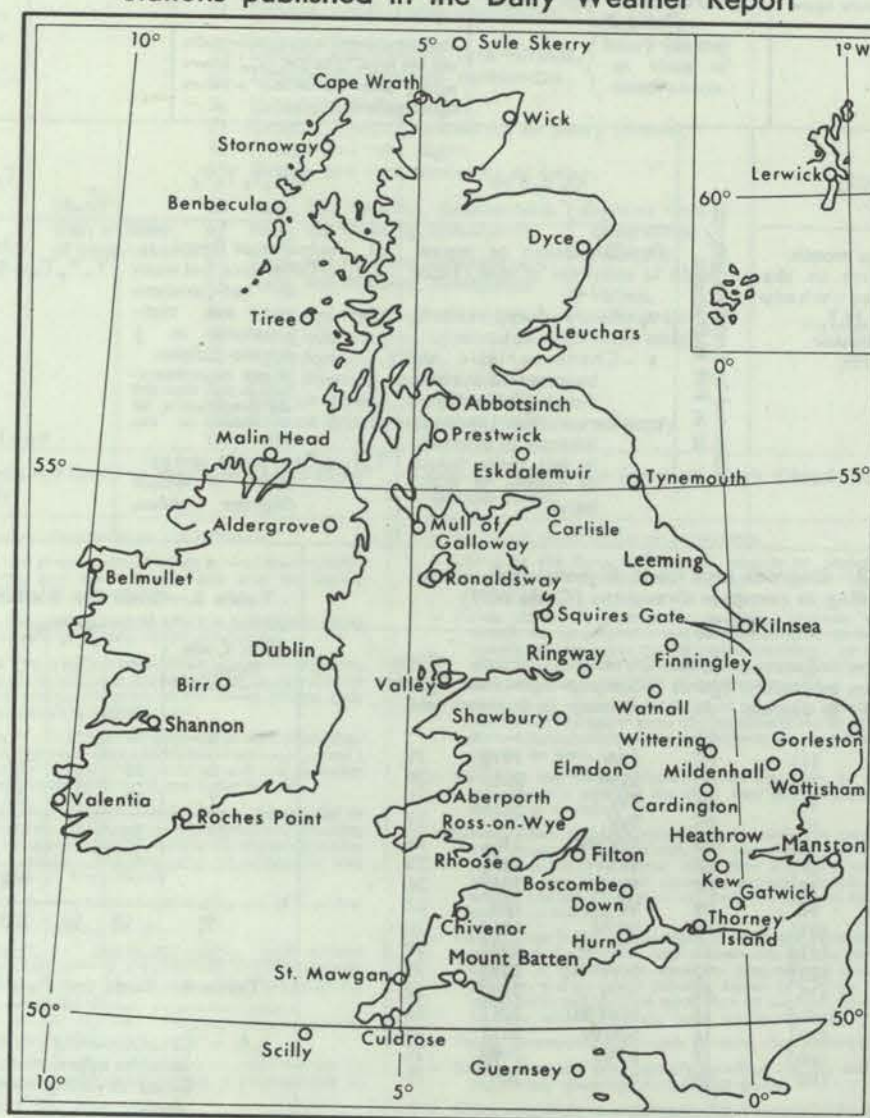 Stations published in the Daily Weather Report
10°
5°
Sule Skerry
1° W
Cape Wrath
Wick
Stornoway
Lerwick
60°
Benbecula
Dyce
Tiree
Leuchars
0°
Abbotsinch
Prestwick
Malin Head
Eskdalemuir
55°
Tynemouth
55°
Aldergrove
Mull of
Galloway
Carlisle
Belmullet
Ronaldsway
Leeming
Squires Gate
Kilnsea
Dublin
Ringway
Finningley
Birr
Valley
Watnall
Shannon
Shawbury
Wittering
Gorleston
Elmdon
Mildenhall
Wattisham
Valentia
Aberporth
Cardington
Roches Point
Ross-on-Wye
Heathrow
Manston
Rhoose
Filton
Kew
Boscombe
Down
Gatwick
Chivenor
Hurn
Thorney
Island
St. Mawgan
Mount Batten
50°
50°
Scilly
Culdrose
Guernsey
10°
5°
0°